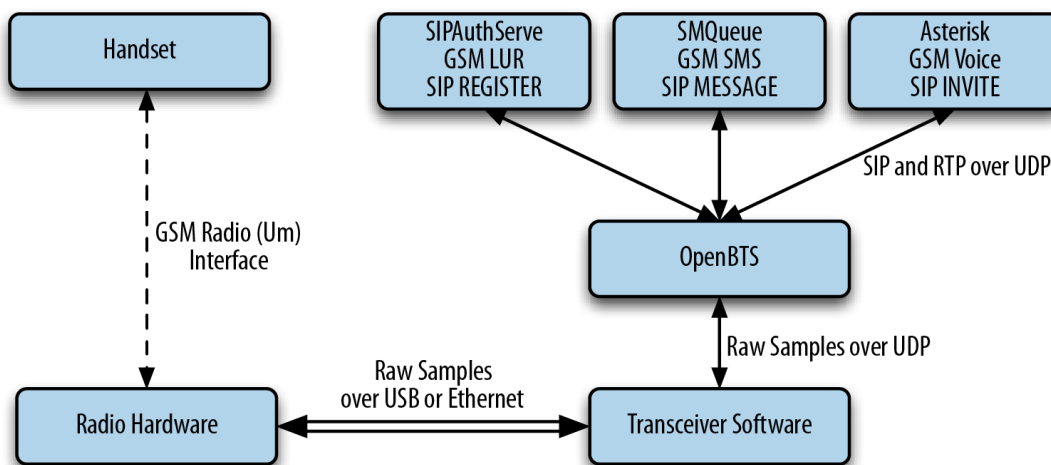 Handset
SIPAuthServe
GSM LUR
SIP REGISTER
SMQueue
GSM SMS
SIP MESSAGE
Asterisk
GSM Voice
SIP INVITE
SIP and RTP over UDP
GSM Radio (Um)
Interface
OpenBTS
Raw Samples over UDP
Raw Samples
over USB or Ethernet
Radio Hardware
Transceiver Software